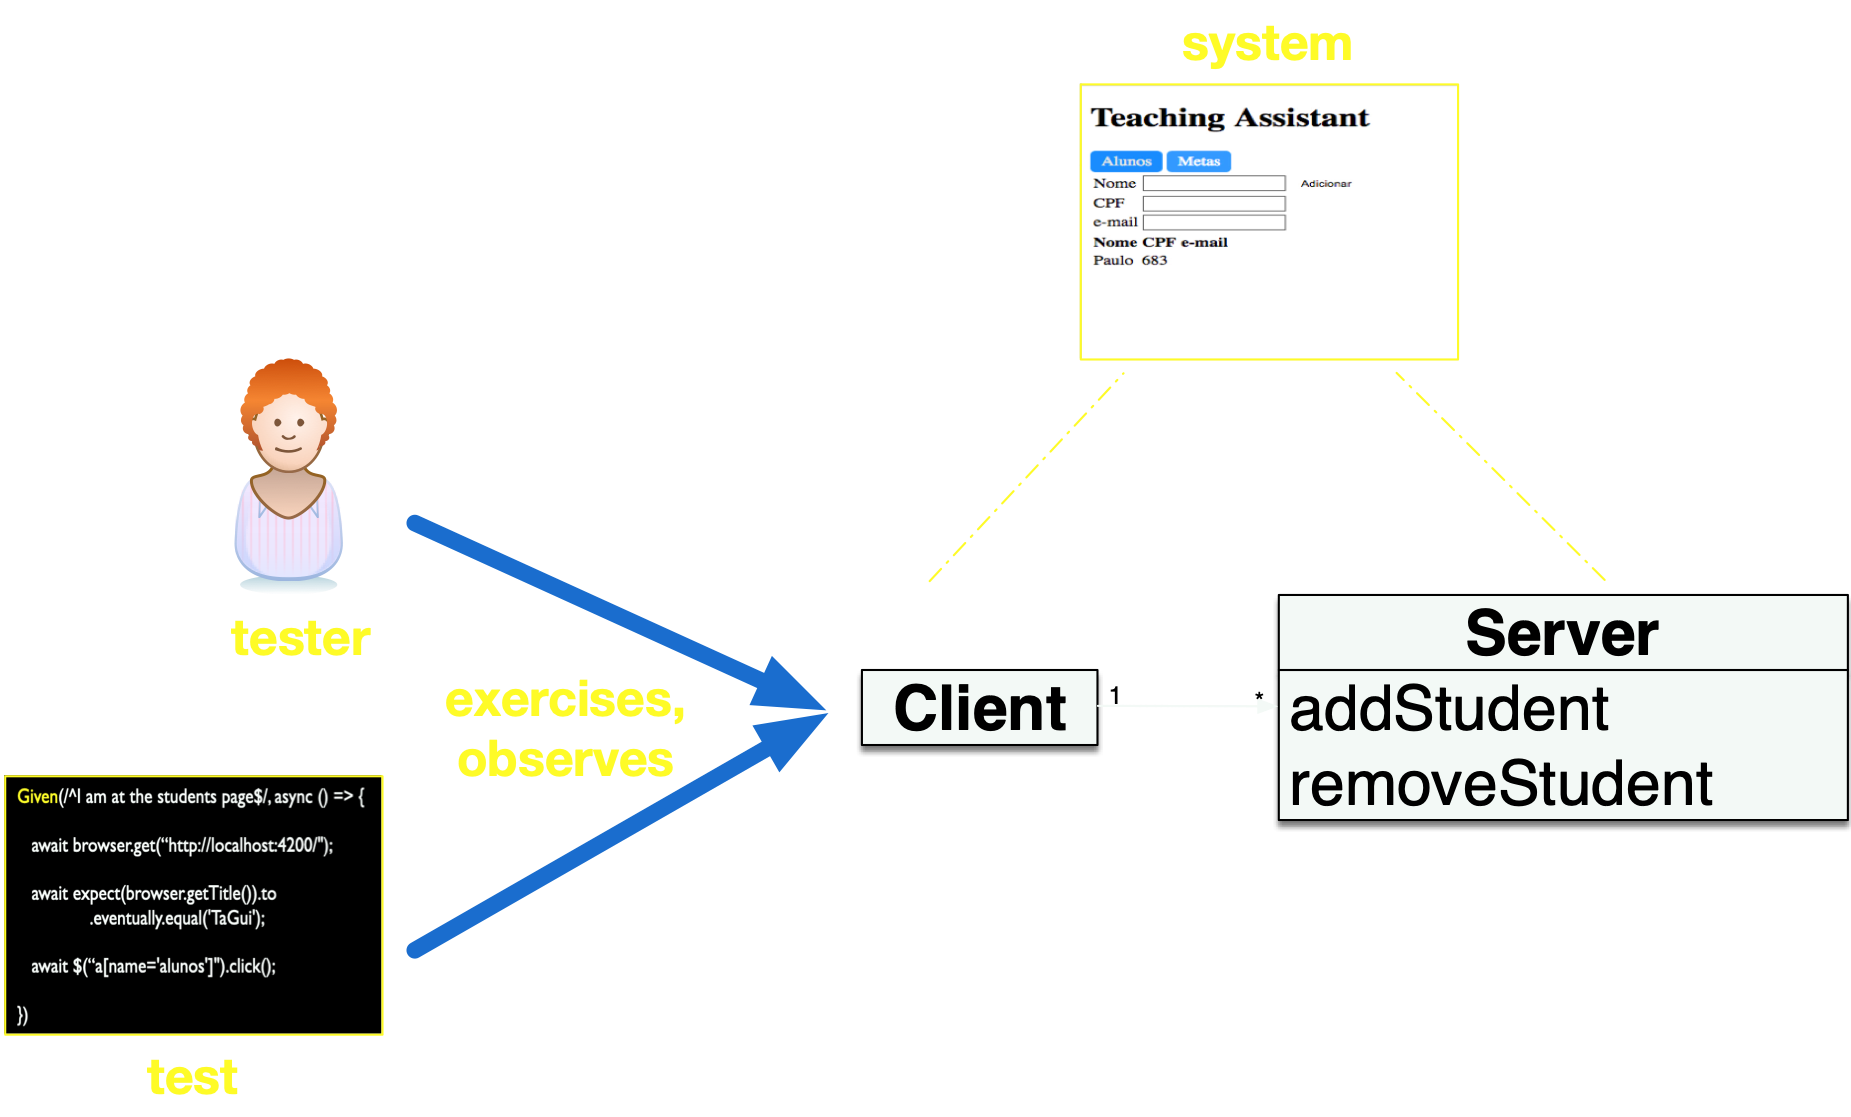 system
Teaching Assistant
Alunos Metas
Nome Adicionar
CPF
e-mail
Nome CPF e-mail
Paulo 683
tester
exercises,
observes
Client 1 *
Server
addStudent
removeStudent
Given(/^I am at the students page$/, async () => {
await browser.get(“http://localhost:4200/");
await expect(browser.getTitle()).to
.eventually.equal('TaGui');
await $(“a[name='alunos']").click();
})
test